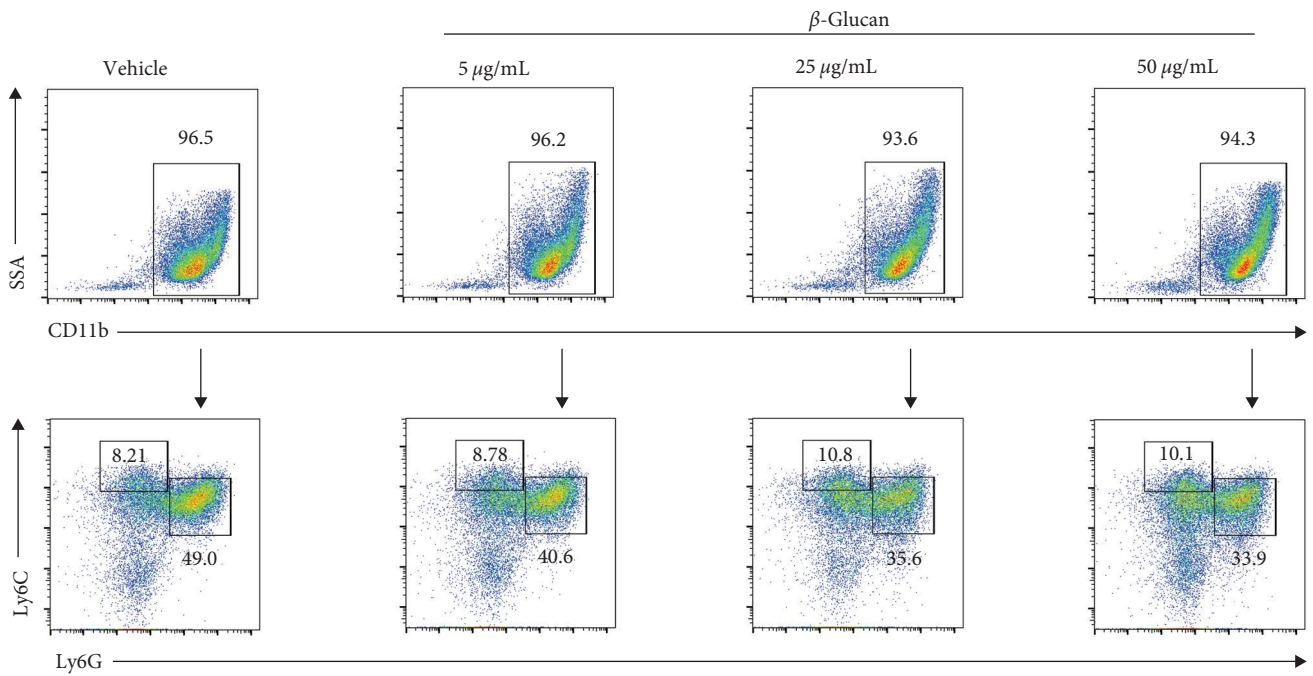 β-Glucan
Vehicle
5 μg/mL
25 μg/mL
50 μg/mL
96.5
96.2
93.6
94.3
SSA
CD11b
8.21
8.78
10.8
10.1
49.0
40.6
35.6
33.9
Ly6C
Ly6G